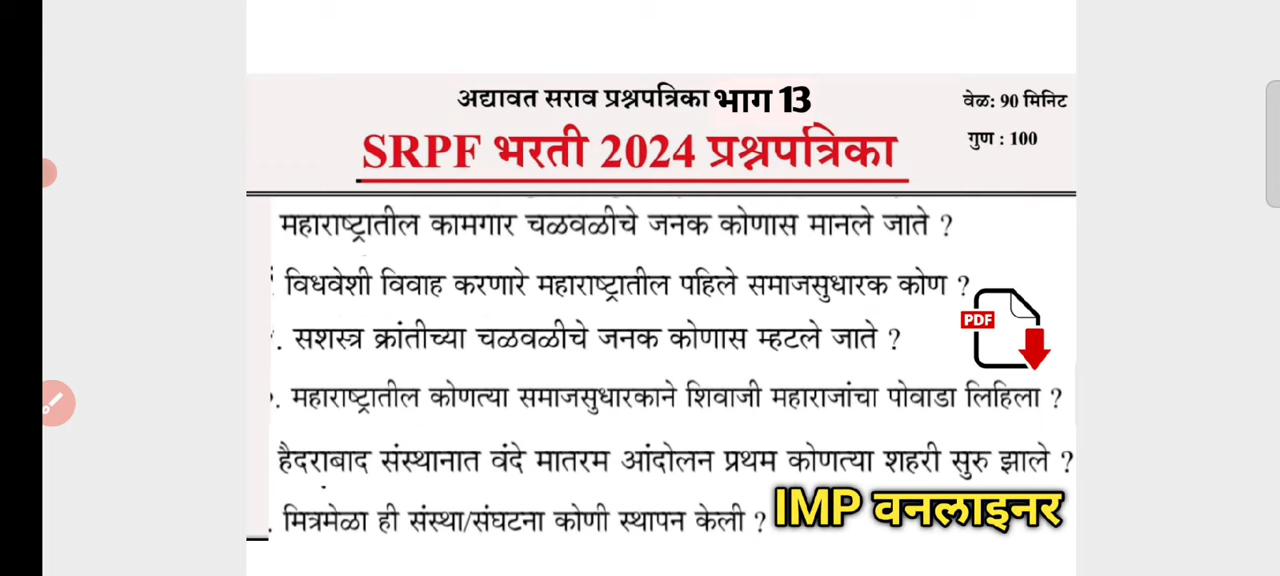 अद्यावत सराव प्रश्नपत्रिका भाग 13
वेळ: 90 मिनिट
SRPF भरती 2024 प्रश्नपत्रिका
गुण : 100
महाराष्ट्रातील कामगार चळवळीचे जनक कोणास मानले जाते ?
विधवेशी विवाह करणारे महाराष्ट्रातील पहिले समाजसुधारक कोण ?
PDF
. सशस्त्र क्रांतीच्या चळवळीचे जनक कोणास म्हटले जाते ?
. महाराष्ट्रातील कोणत्या समाजसुधारकाने शिवाजी महाराजांचा पोवाडा लिहिला ?
हैदराबाद संस्थानात वंदे मातरम आंदोलन प्रथम कोणत्या शहरी सुरु झाले ?
. मित्रमेळा ही संस्था/संघटना कोणी स्थापन केली ?
IMP वनलाइनर